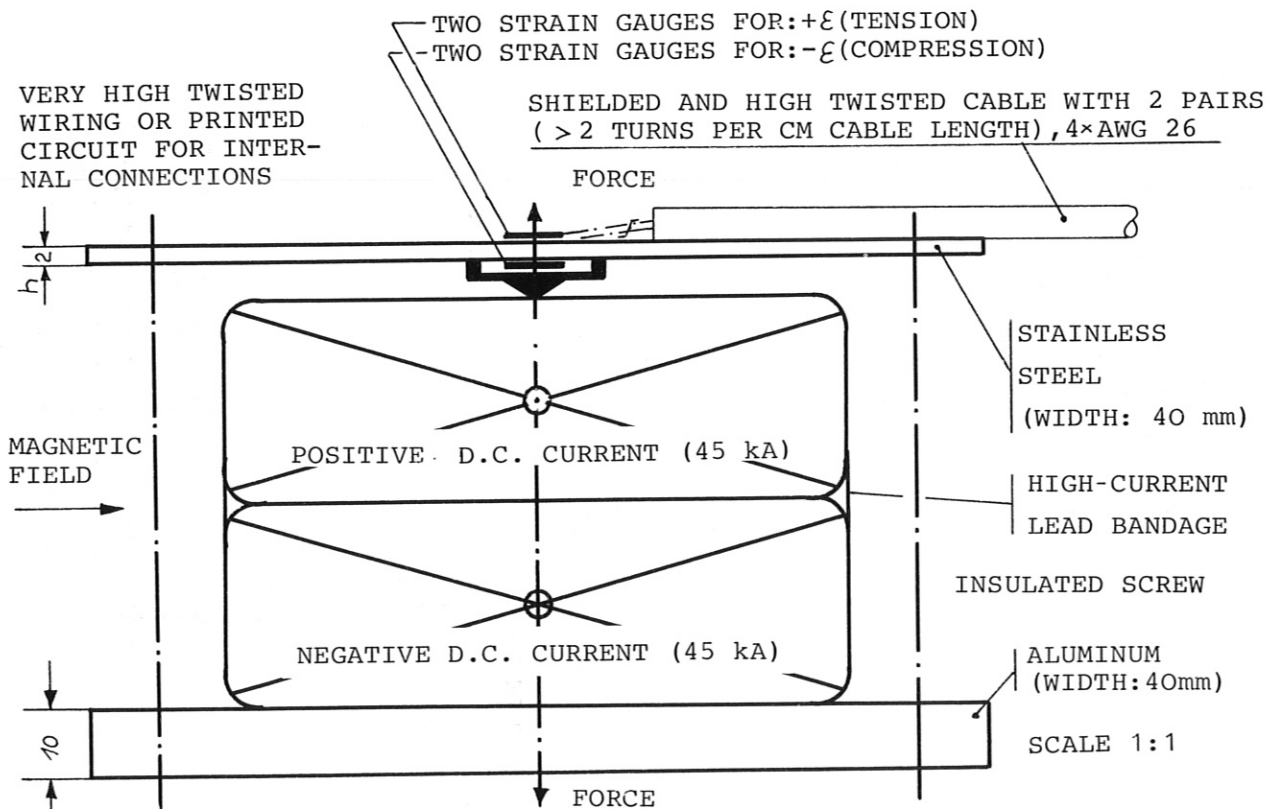 TWO STRAIN GAUGES FOR:+ε(TENSION)
TWO STRAIN GAUGES FOR:-ε(COMPRESSION)
VERY HIGH TWISTED
WIRING OR PRINTED
CIRCUIT FOR INTER-
NAL CONNECTIONS
SHIELDED AND HIGH TWISTED CABLE WITH 2 PAIRS
(>2 TURNS PER CM CABLE LENGTH),4×AWG 26
FORCE
2
h
STAINLESS
STEEL
(WIDTH: 40 mm)
MAGNETIC
FIELD
POSITIVE D.C. CURRENT (45 kA)
HIGH-CURRENT
LEAD BANDAGE
INSULATED SCREW
NEGATIVE D.C. CURRENT (45 kA)
ALUMINUM
(WIDTH:40mm)
10
SCALE 1:1
FORCE